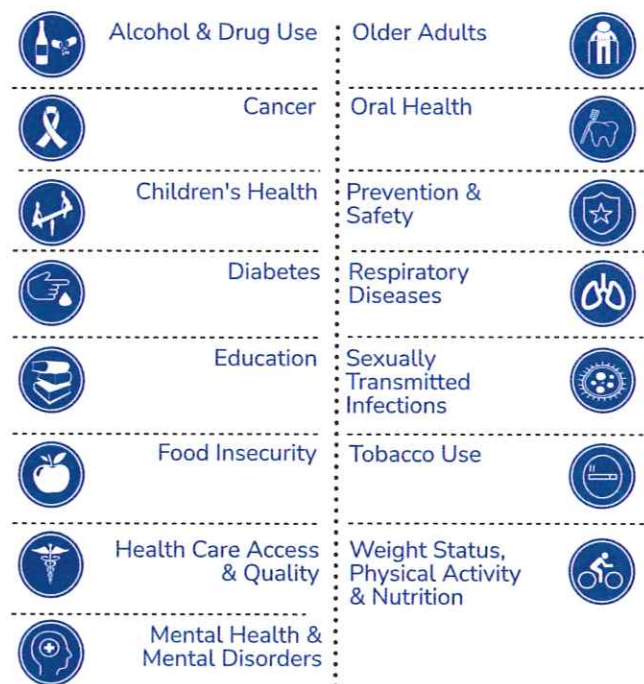 Alcohol & Drug Use
Cancer
Children's Health
Diabetes
Education
Food Insecurity
Health Care Access
& Quality
Mental Health &
Mental Disorders
Older Adults
Oral Health
Prevention &
Safety
Respiratory
Diseases
Sexually
Transmitted
Infections
Tobacco Use
Weight Status,
Physical Activity
& Nutrition